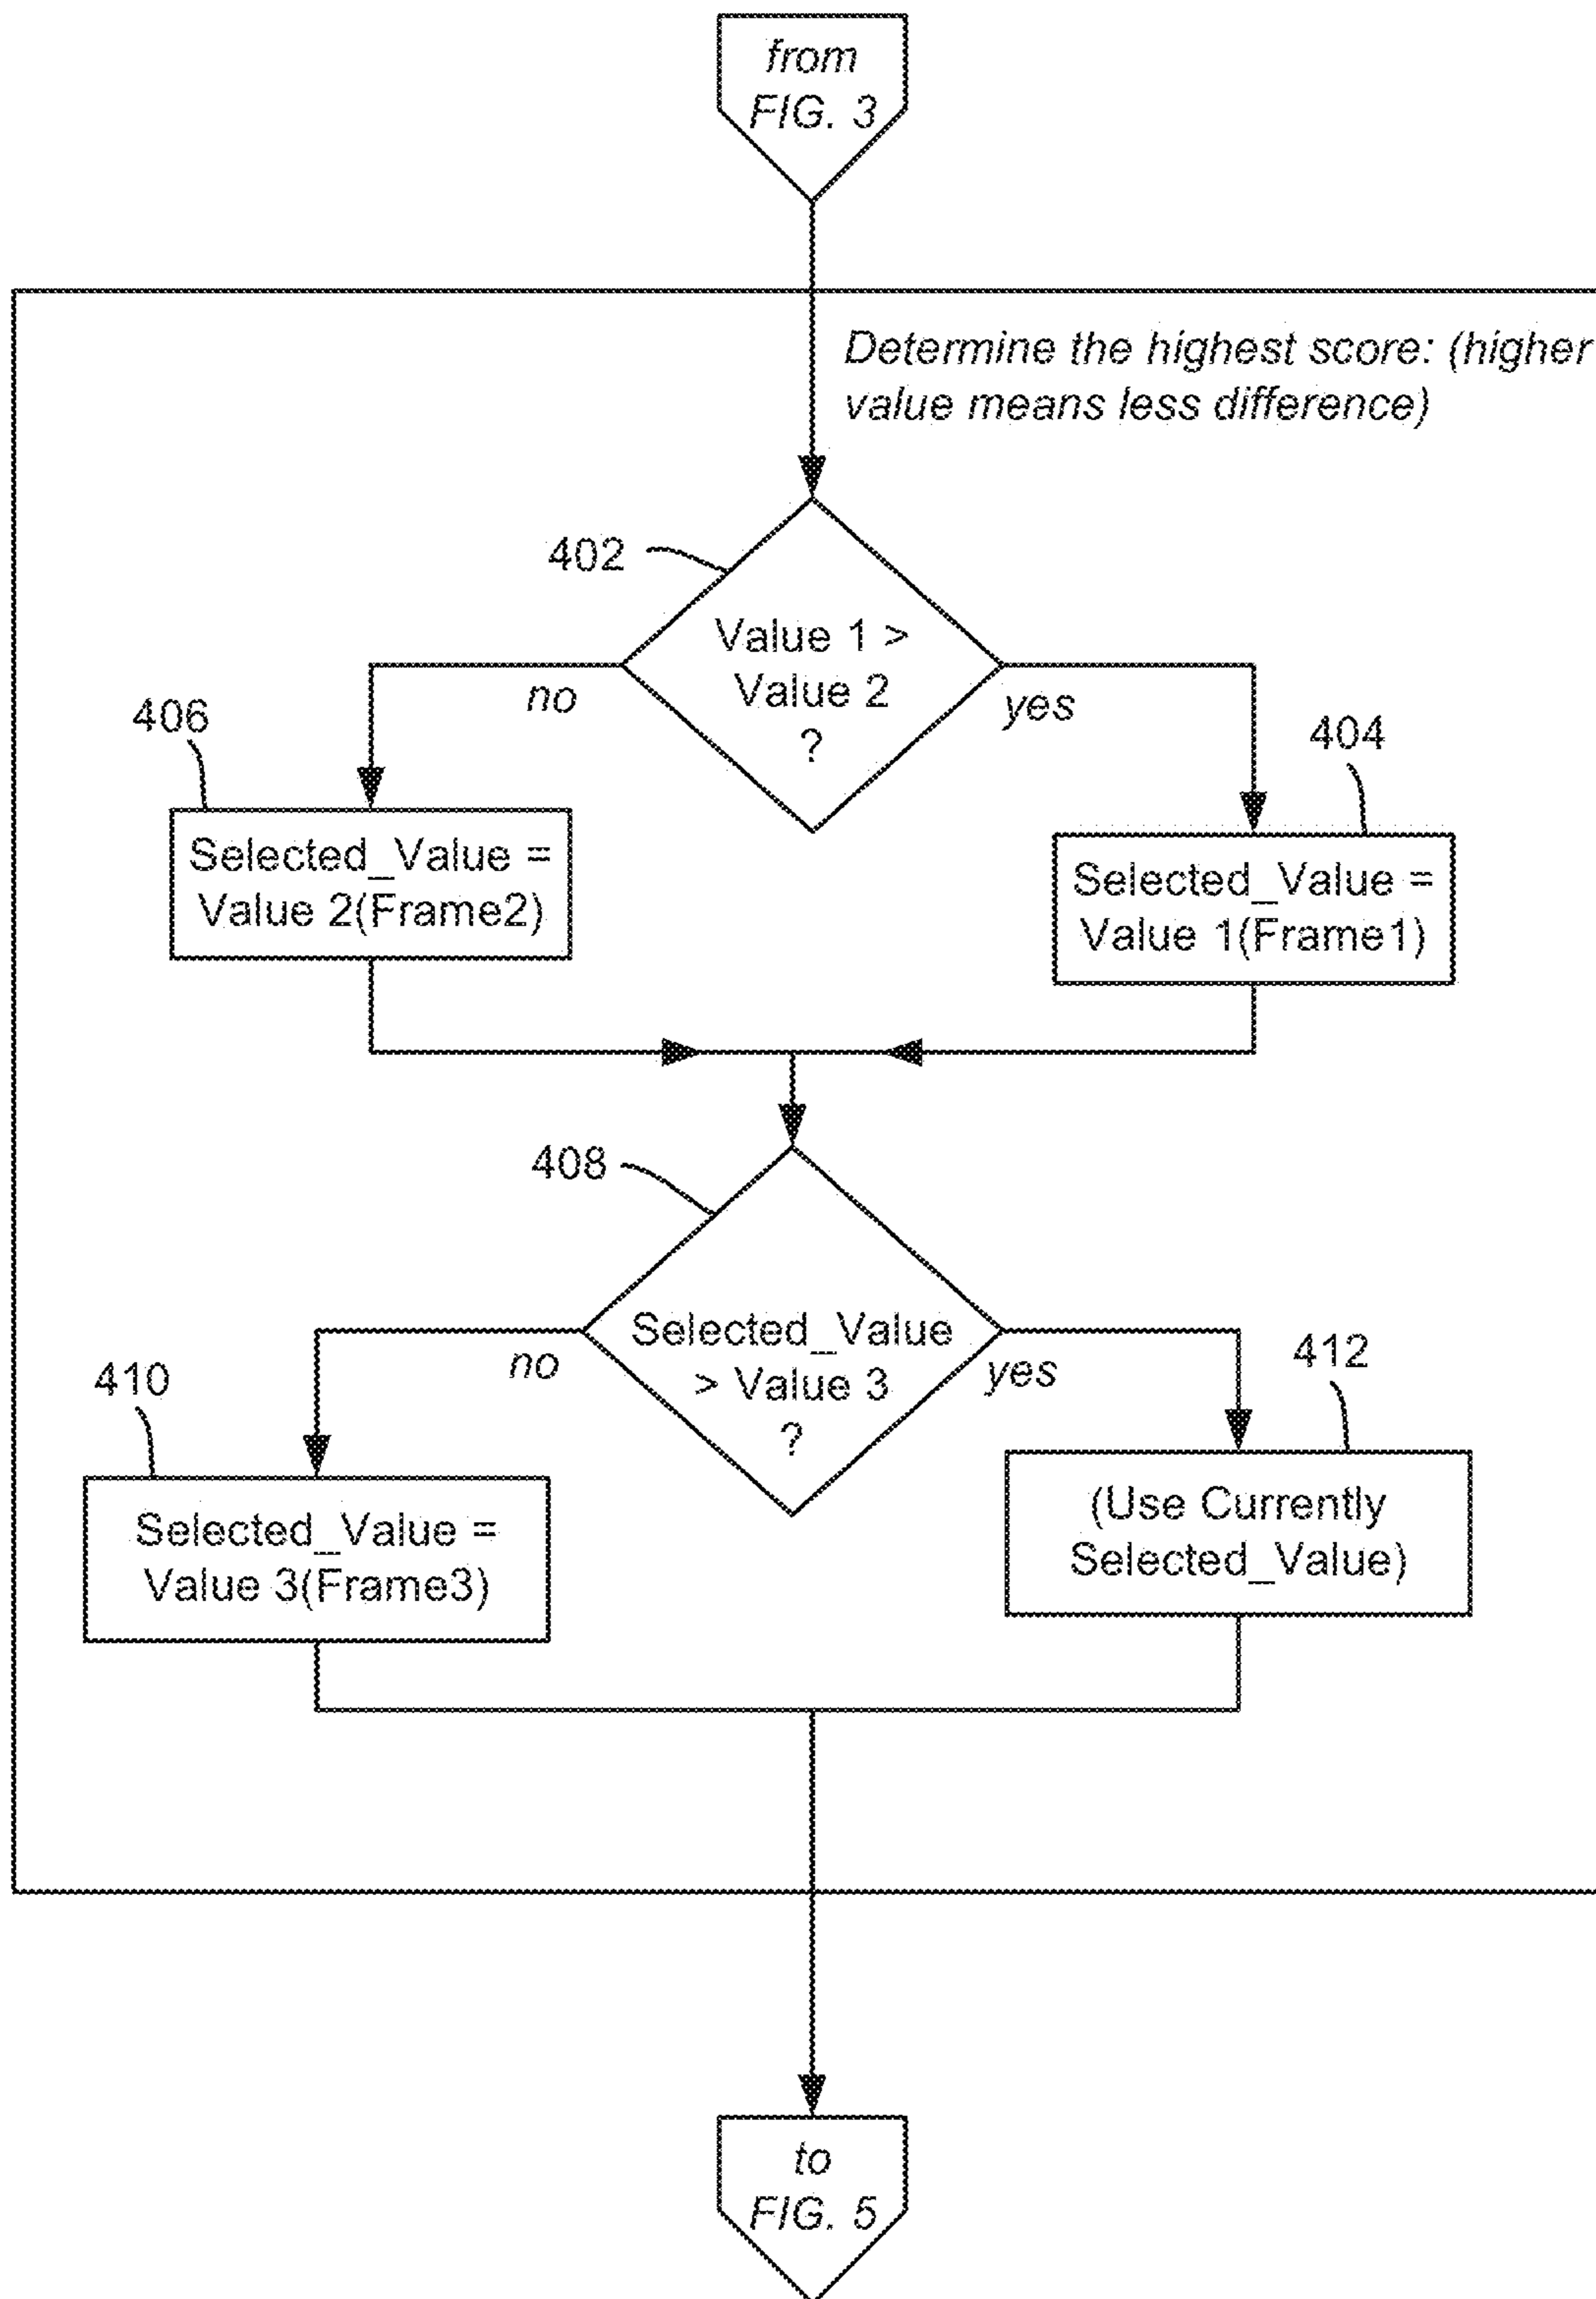 from
FIG. 3
Determine the highest score: (higher
value means less difference)
402
Value 1 >
Value 2
?
no
yes
406
404
Selected_Value =
Value 2(Frame2)
Selected_Value =
Value 1(Frame1)
408
Selected_Value
> Value 3
?
no
yes
410
412
Selected_Value =
Value 3(Frame3)
(Use Currently
Selected_Value)
to
FIG. 5